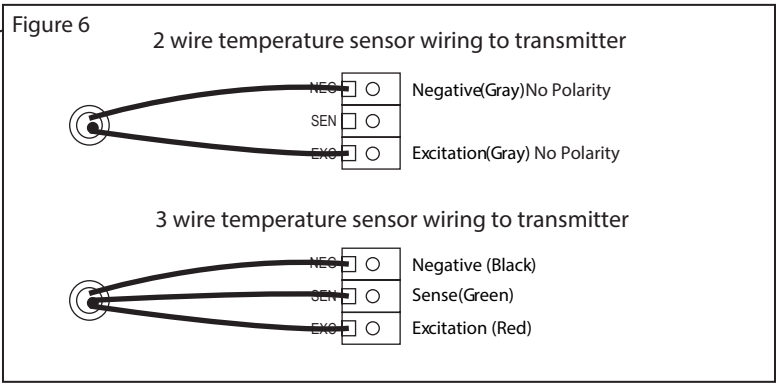 Figure 6
2 wire temperature sensor wiring to transmitter
NEG Negative(Gray)No Polarity
SEN
EXC Excitation(Gray) No Polarity
3 wire temperature sensor wiring to transmitter
NEG Negative (Black)
SEN Sense(Green)
EXC Excitation (Red)